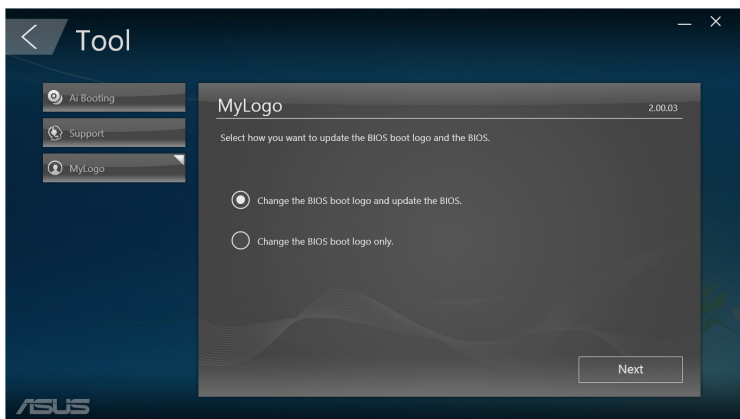 Tool
Ai Booting
Support
MyLogo
MyLogo
2.00.03
Select how you want to update the BIOS boot logo and the BIOS.
Change the BIOS boot logo and update the BIOS.
Change the BIOS boot logo only.
Next
ASUS